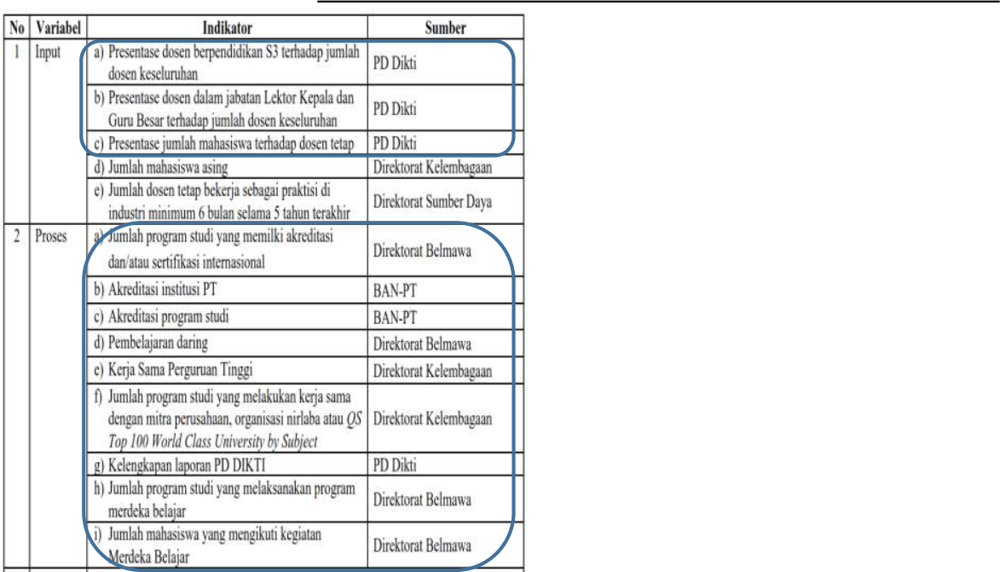 No Variabel Indikator Sumber
1 Input a) Presentase dosen berpendidikan S3 terhadap jumlah
dosen keseluruhan
PD Dikti
b) Presentase dosen dalam jabatan Lektor Kepala dan
Guru Besar terhadap jumlah dosen keseluruhan
PD Dikti
c) Presentase jumlah mahasiswa terhadap dosen tetap PD Dikti
d) Jumlah mahasiswa asing Direktorat Kelembagaan
e) Jumlah dosen tetap bekerja sebagai praktisi di
industri minimum 6 bulan selama 5 tahun terakhir
Direktorat Sumber Daya
2 Proses a) Jumlah program studi yang memilki akreditasi
dan/atau sertifikasi internasional
Direktorat Belmawa
b) Akreditasi institusi PT BAN-PT
c) Akreditasi program studi BAN-PT
d) Pembelajaran daring Direktorat Belmawa
e) Kerja Sama Perguruan Tinggi Direktorat Kelembagaan
f) Jumlah program studi yang melakukan kerja sama
dengan mitra perusahaan, organisasi nirlaba atau QS
Top 100 World Class University by Subject
Direktorat Kelembagaan
g) Kelengkapan laporan PD DIKTI PD Dikti
h) Jumlah program studi yang melaksanakan program
merdeka belajar
Direktorat Belmawa
i) Jumlah mahasiswa yang mengikuti kegiatan
Merdeka Belajar
Direktorat Belmawa